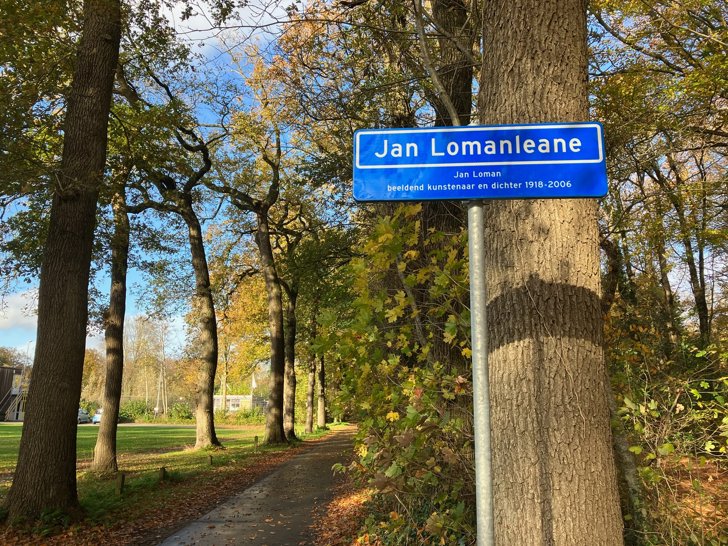 Jan Lomanleane
Jan Loman
beeldend kunstenaar en dichter 1918-2006